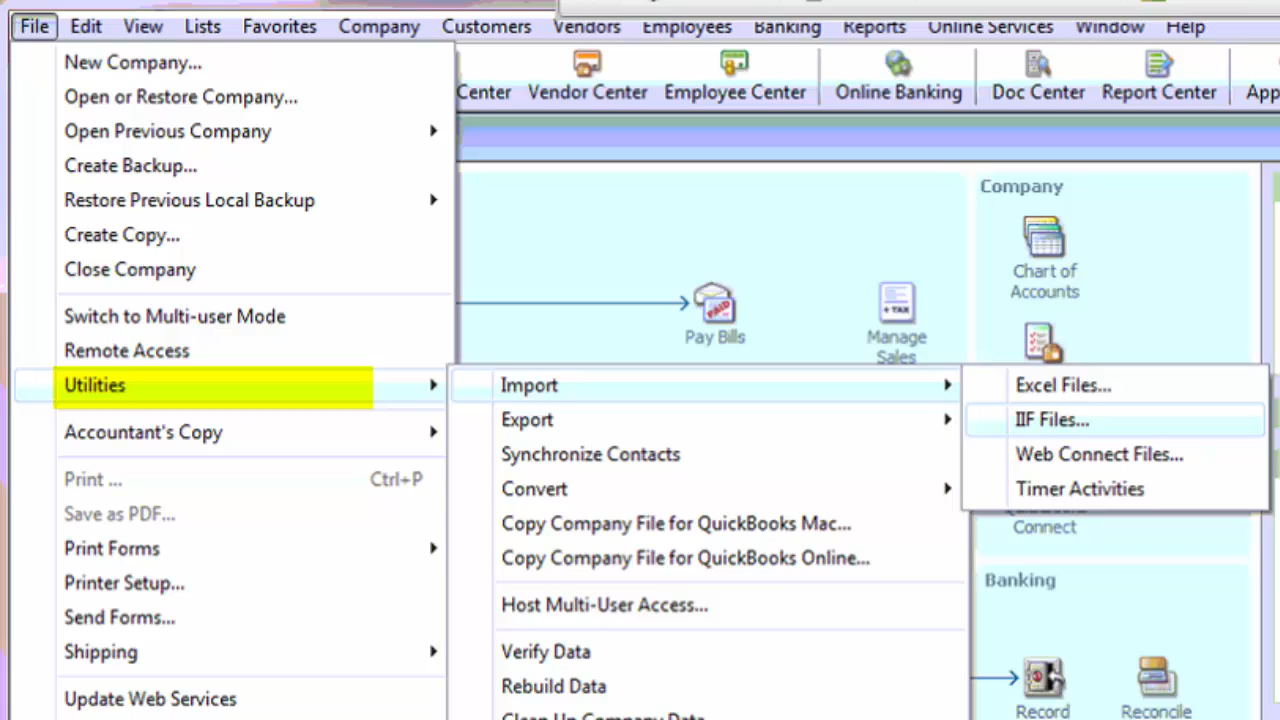 File Edit View Lists Favorites Company Customers Vendors Employees Banking Reports Online Services Window Help
Center Vendor Center Employee Center Online Banking Doc Center Report Center App
New Company...
Open or Restore Company...
Open Previous Company
Create Backup...
Restore Previous Local Backup
Create Copy...
Close Company
Switch to Multi-user Mode
Remote Access
Utilities
Accountant's Copy
Print ... Ctrl+P
Save as PDF...
Print Forms
Printer Setup...
Send Forms...
Shipping
Update Web Services
Import
Export
Synchronize Contacts
Convert
Copy Company File for QuickBooks Mac...
Copy Company File for QuickBooks Online...
Host Multi-User Access...
Verify Data
Rebuild Data
Clean Up Company Data
Excel Files...
IIF Files...
Web Connect Files...
Timer Activities
Pay Bills
Manage
Sales
Company
Chart of
Accounts
Connect
Banking
Record
Reconcile